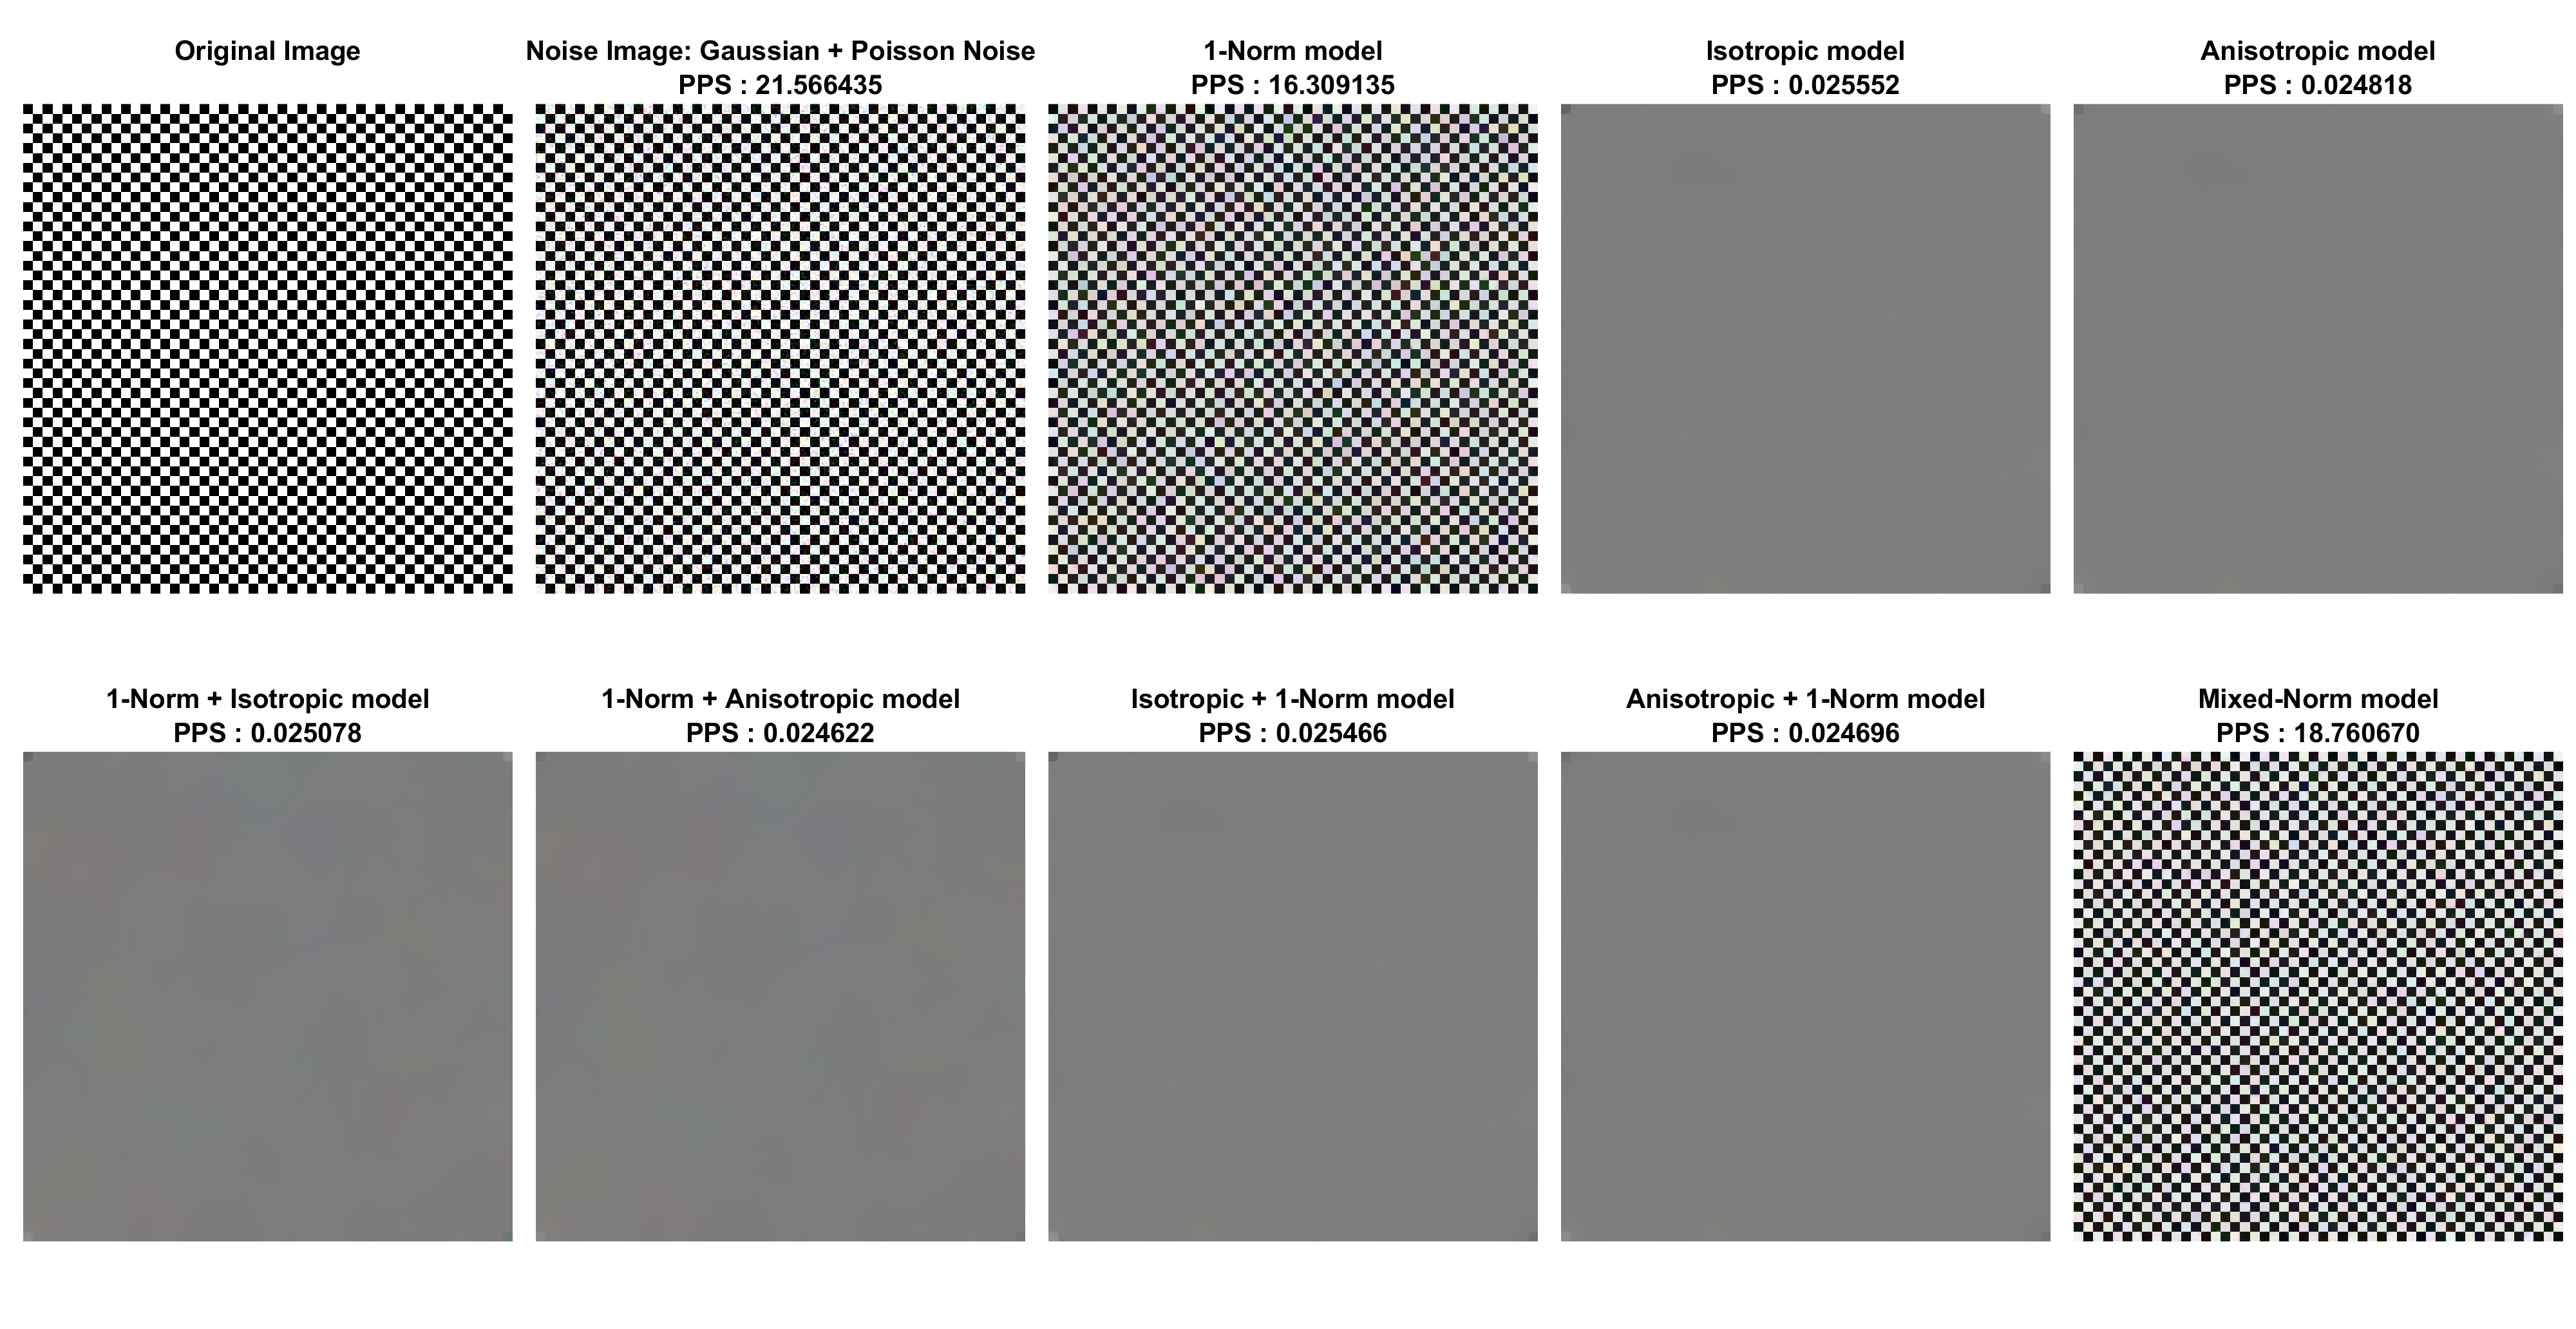 Original Image
Noise Image: Gaussian + Poisson Noise
PPS : 21.566435
1-Norm model
PPS : 16.309135
Isotropic model
PPS : 0.025552
Anisotropic model
PPS : 0.024818
1-Norm + Isotropic model
PPS : 0.025078
1-Norm + Anisotropic model
PPS : 0.024622
Isotropic + 1-Norm model
PPS : 0.025466
Anisotropic + 1-Norm model
PPS : 0.024696
Mixed-Norm model
PPS : 18.760670